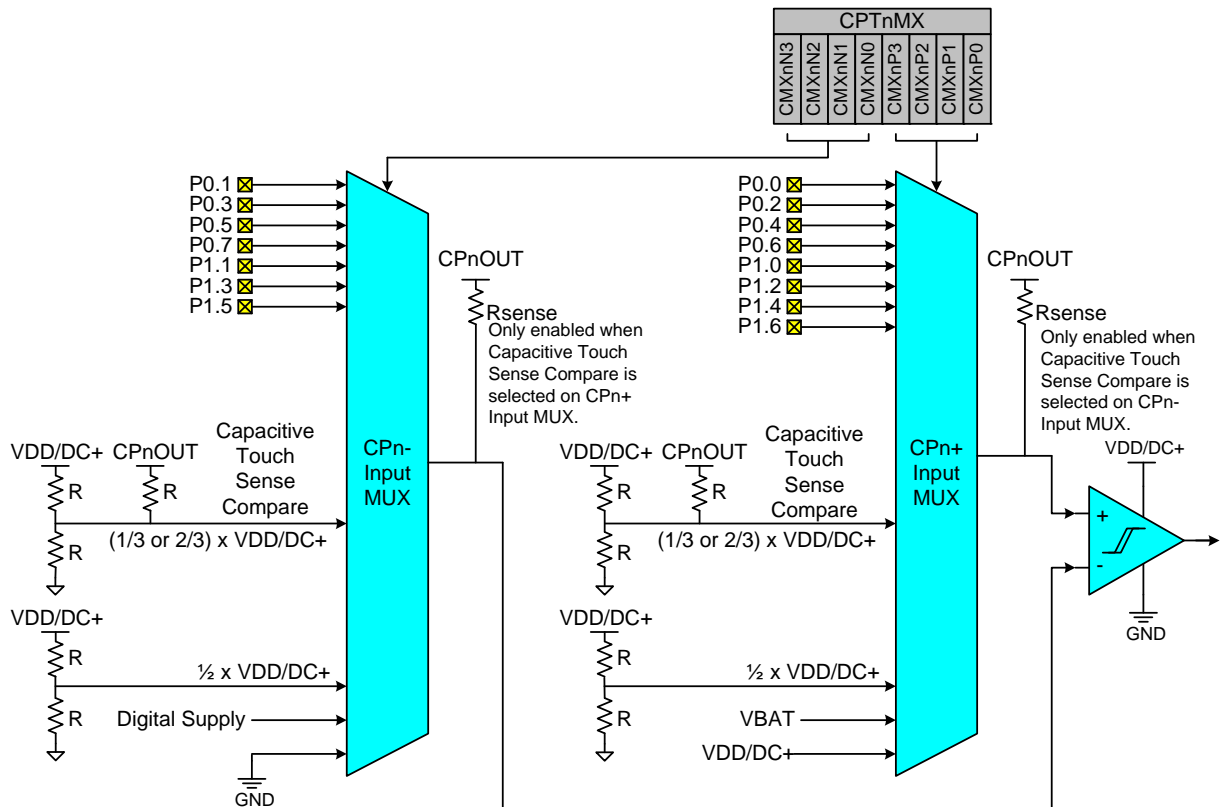 CPTnMX
CMXnN3
CMXnN2
CMXnN1
CMXnN0
CMXnP3
CMXnP2
CMXnP1
CMXnP0
P0.1
P0.3
P0.5
P0.7
P1.1
P1.3
P1.5
CPnOUT
Rsense
Only enabled when
Capacitive Touch
Sense Compare is
selected on CPn+
Input MUX.
VDD/DC+
CPnOUT
R
R
R
Capacitive
Touch
Sense
Compare
(1/3 or 2/3) x VDD/DC+
CPn-
Input
MUX
VDD/DC+
R
R
½ x VDD/DC+
Digital Supply
GND
P0.0
P0.2
P0.4
P0.6
P1.0
P1.2
P1.4
P1.6
CPnOUT
Rsense
Only enabled when
Capacitive Touch
Sense Compare is
selected on CPn-
Input MUX.
VDD/DC+
CPnOUT
R
R
R
Capacitive
Touch
Sense
Compare
(1/3 or 2/3) x VDD/DC+
CPn+
Input
MUX
VDD/DC+
R
R
½ x VDD/DC+
VBAT
VDD/DC+
VDD/DC+
+
-
GND